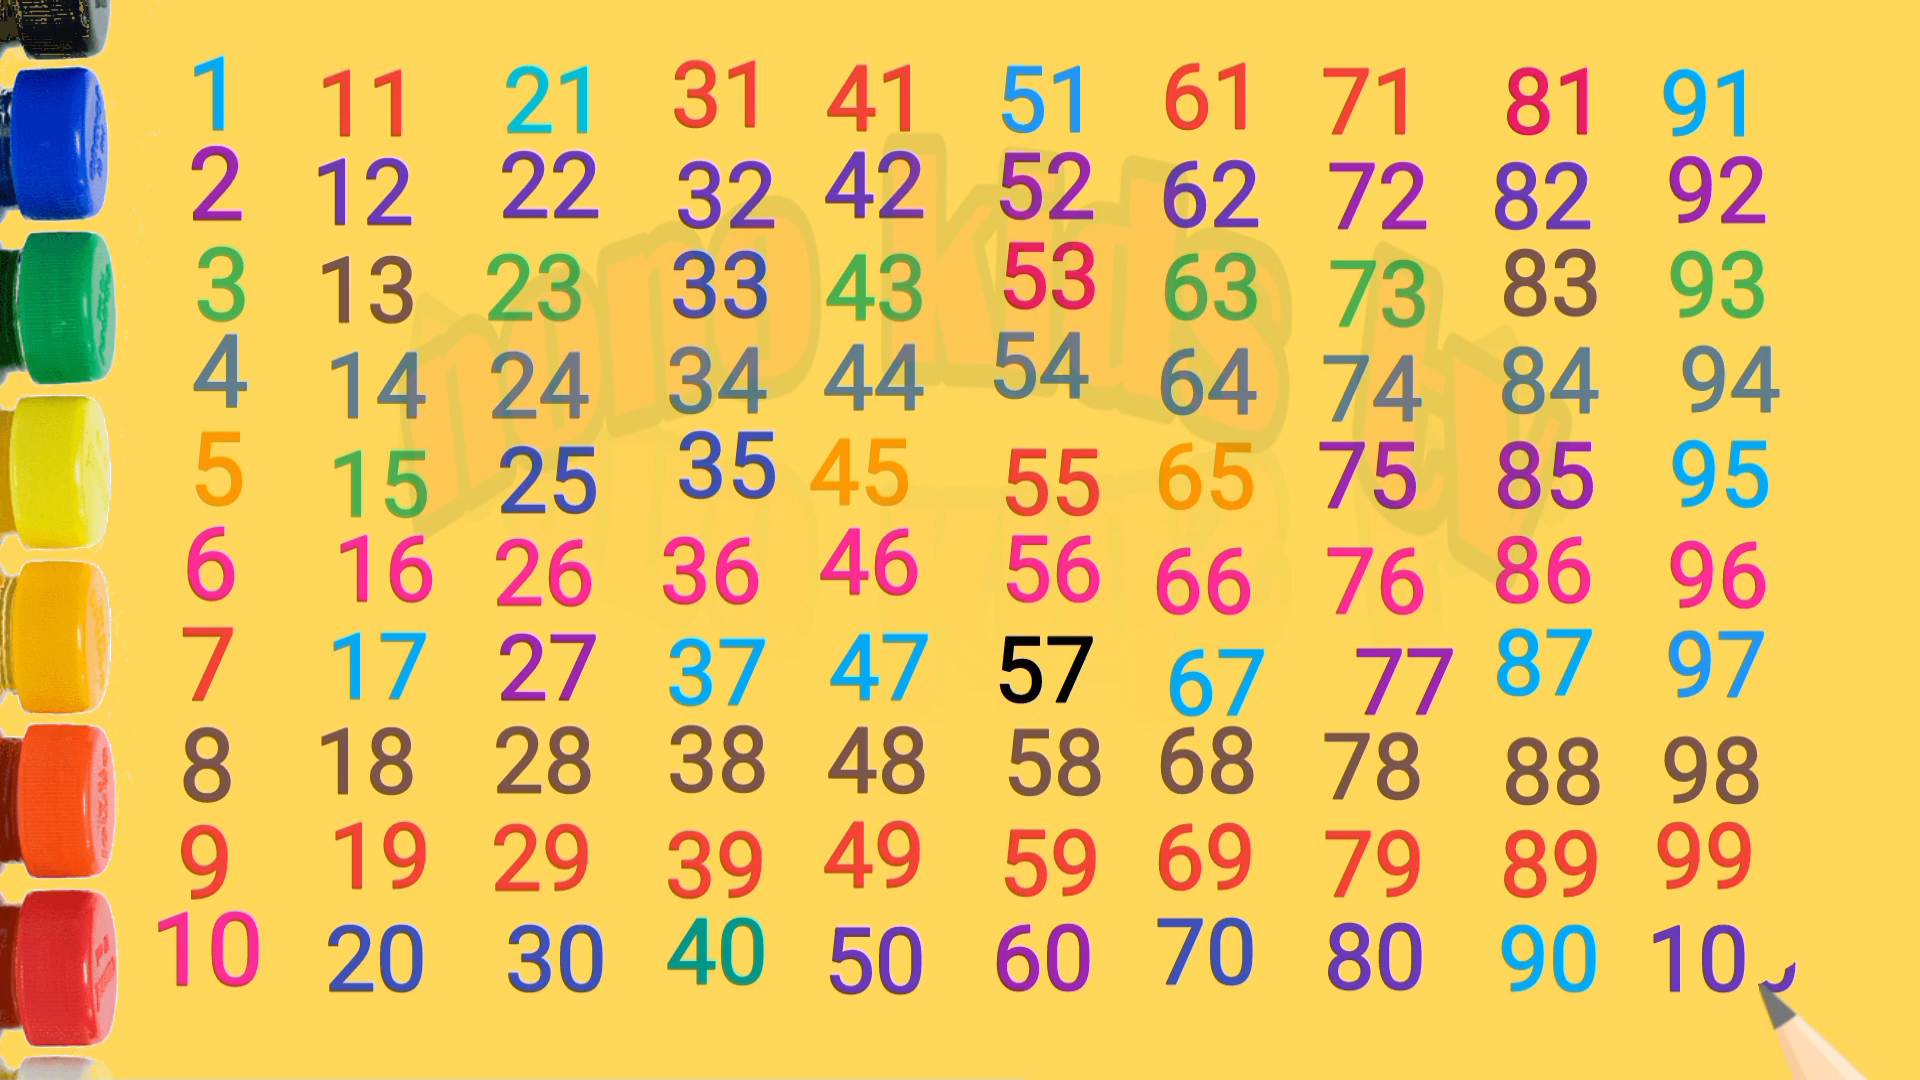 1 11 21 31 41 51 61 71 81 91
2 12 22 32 42 52 62 72 82 92
3 13 23 33 43 53 63 73 83 93
4 14 24 34 44 54 64 74 84 94
5 15 25 35 45 55 65 75 85 95
6 16 26 36 46 56 66 76 86 96
7 17 27 37 47 57 67 77 87 97
8 18 28 38 48 58 68 78 88 98
9 19 29 39 49 59 69 79 89 99
10 20 30 40 50 60 70 80 90 10
nono kids tv